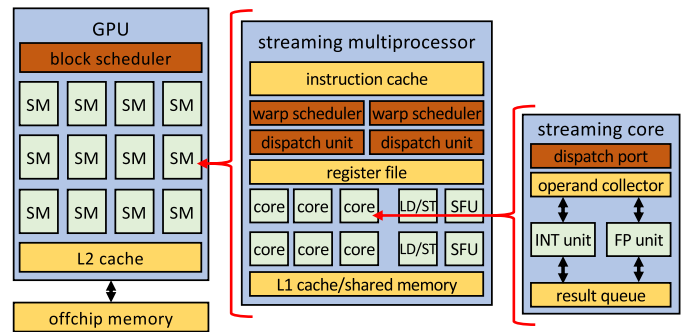 GPU
block scheduler
SM SM SM SM
SM SM SM SM
SM SM SM SM
L2 cache
offchip memory
streaming multiprocessor
instruction cache
warp scheduler warp scheduler
dispatch unit dispatch unit
register file
core core core LD/ST SFU
core core core LD/ST SFU
L1 cache/shared memory
streaming core
dispatch port
operand collector
INT unit FP unit
result queue